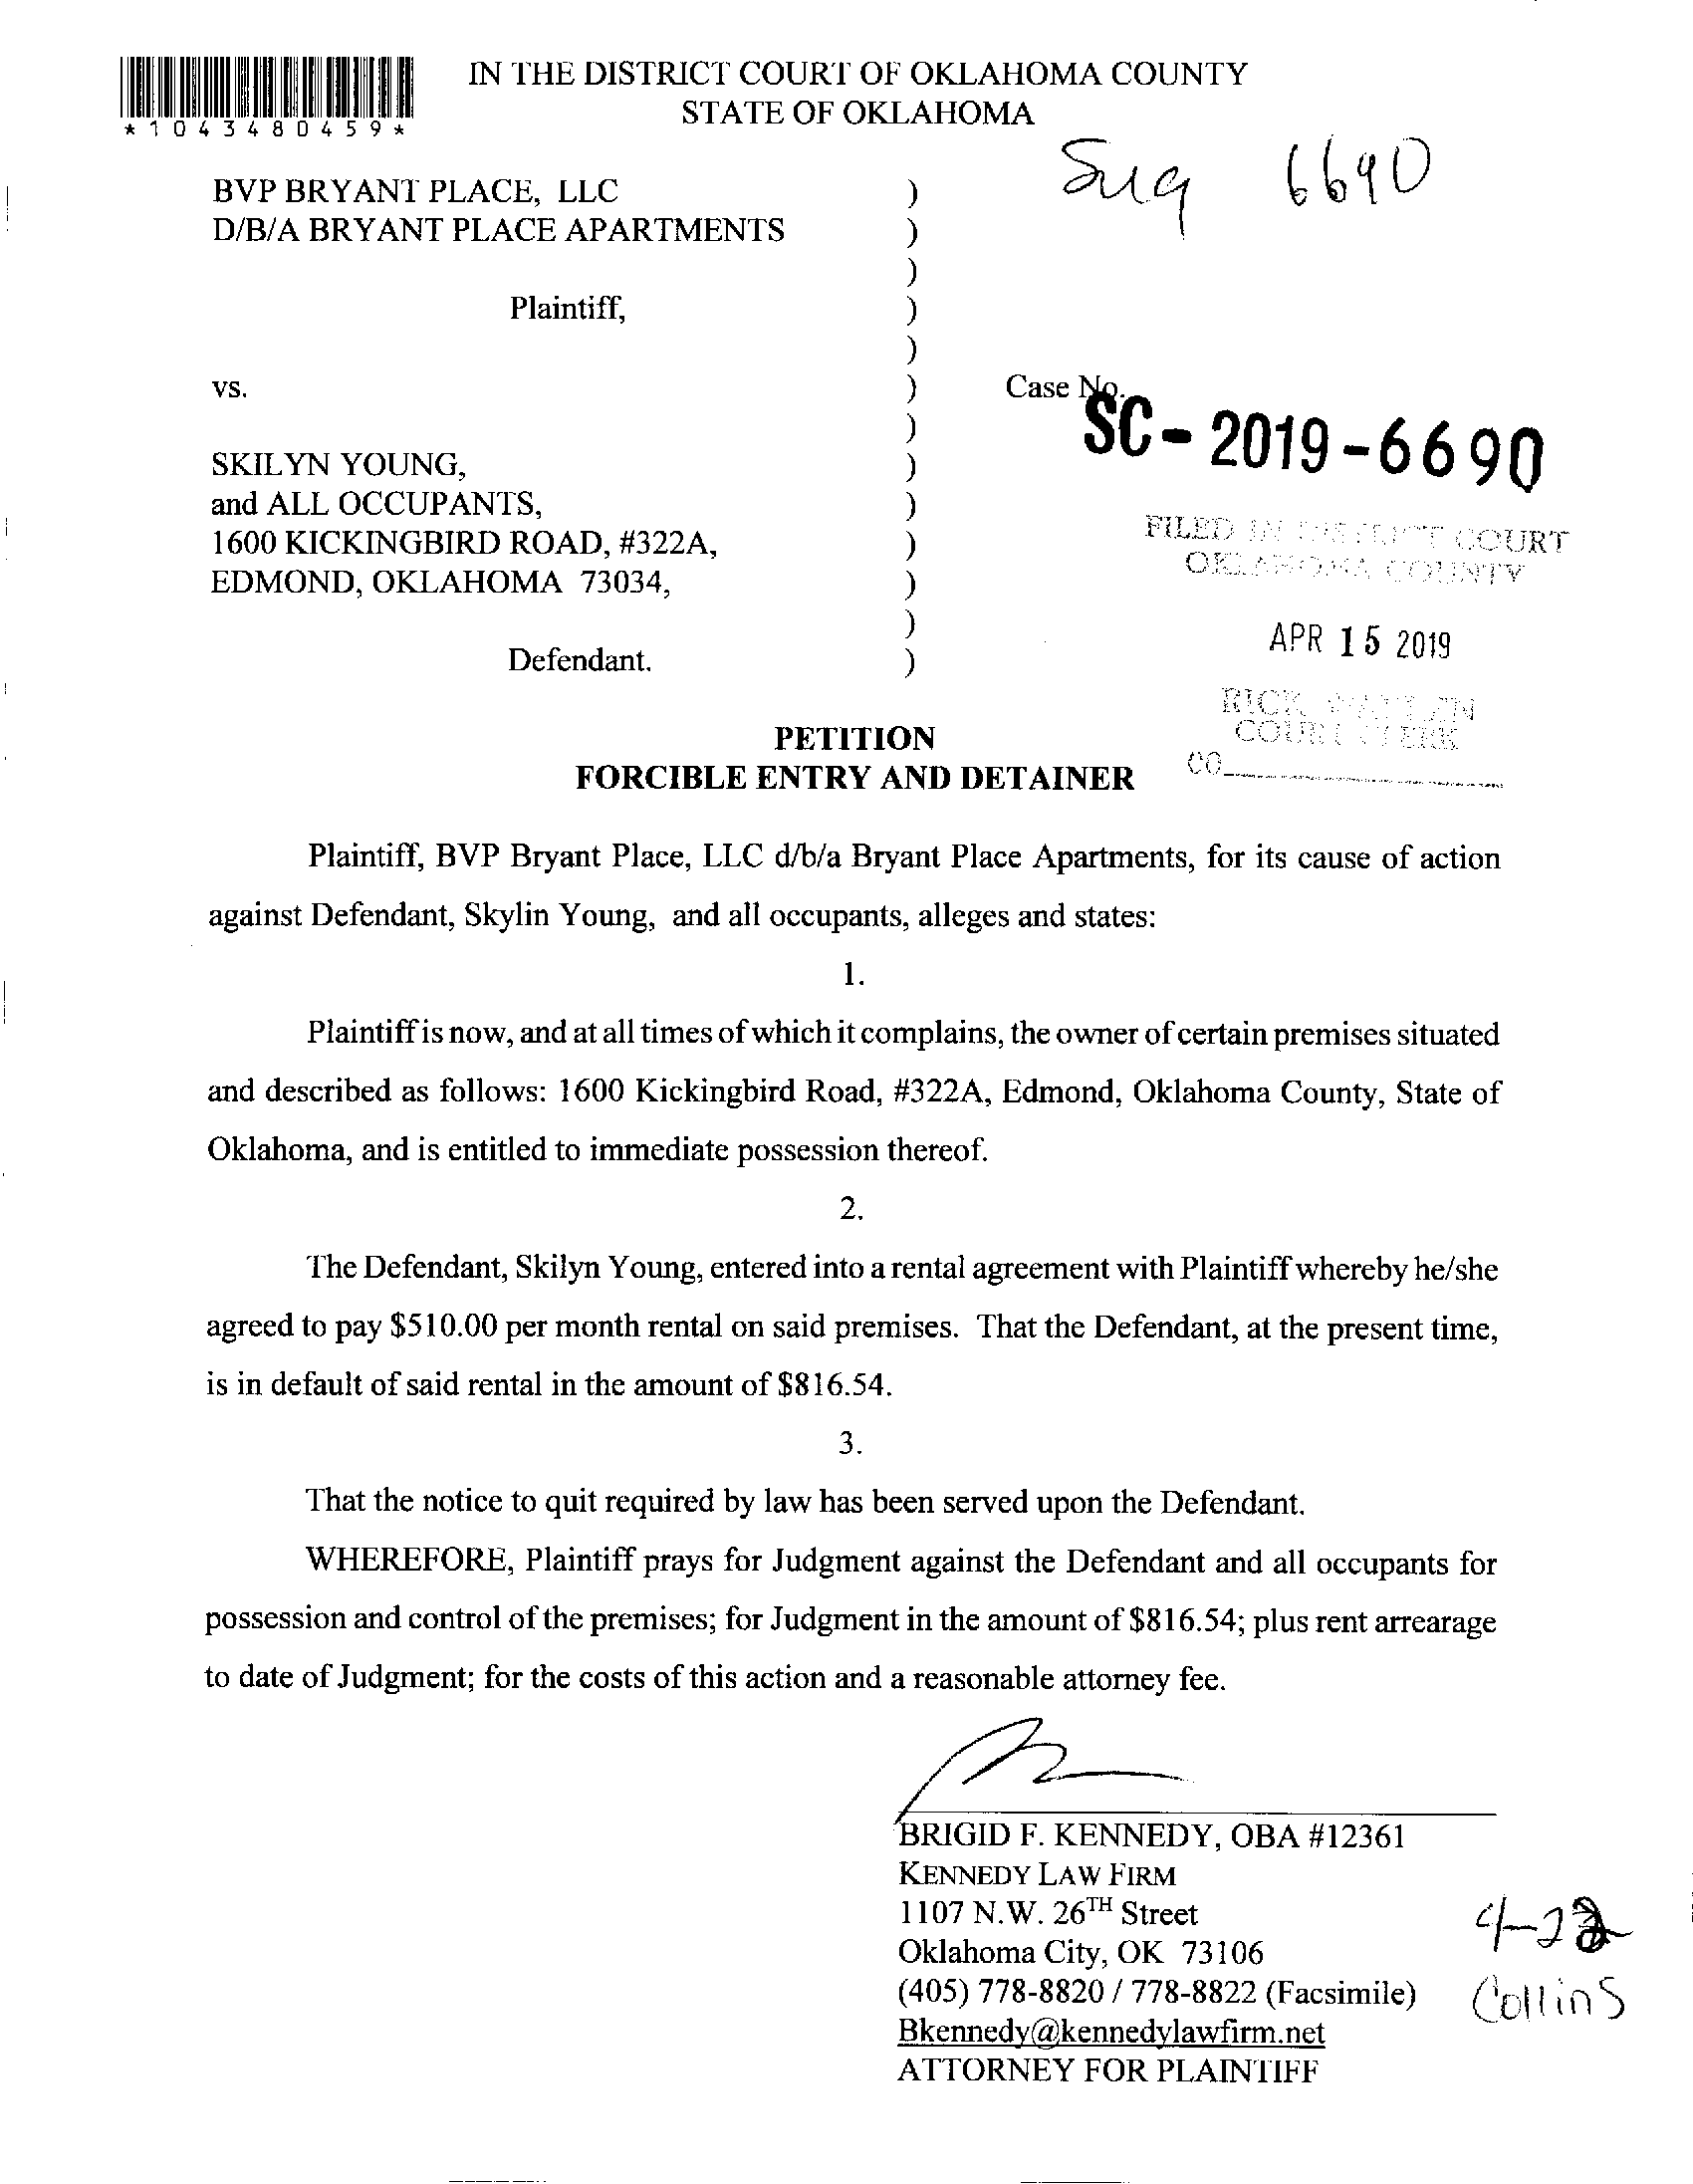 IN THE DISTRICT COURT OF OKLAHOMA COUNTY
STATE OF OKLAHOMA
*1043480459*
6690
BVP BRYANT PLACE, LLC )
D/B/A BRYANT PLACE APARTMENTS )
)
Plaintiff, )
)
vs. ) Case No.
SC-2019-6690
)
SKILYN YOUNG, )
and ALL OCCUPANTS, )
1600 KICKINGBIRD ROAD, #322A, )
EDMOND, OKLAHOMA 73034, )
)
Defendant. )
FILED IN DISTRICT COURT
OKLAHOMA COUNTY
APR 15 2019
RICK WARREN
COURT CLERK
PETITION
FORCIBLE ENTRY AND DETAINER
Plaintiff, BVP Bryant Place, LLC d/b/a Bryant Place Apartments, for its cause of action
against Defendant, Skylin Young, and all occupants, alleges and states:
1.
Plaintiff is now, and at all times of which it complains, the owner of certain premises situated
and described as follows: 1600 Kickingbird Road, #322A, Edmond, Oklahoma County, State of
Oklahoma, and is entitled to immediate possession thereof.
2.
The Defendant, Skilyn Young, entered into a rental agreement with Plaintiff whereby he/she
agreed to pay $510.00 per month rental on said premises. That the Defendant, at the present time,
is in default of said rental in the amount of $816.54.
3.
That the notice to quit required by law has been served upon the Defendant.
WHEREFORE, Plaintiff prays for Judgment against the Defendant and all occupants for
possession and control of the premises; for Judgment in the amount of $816.54; plus rent arrearage
to date of Judgment; for the costs of this action and a reasonable attorney fee.
BRIGID F. KENNEDY, OBA #12361
KENNEDY LAW FIRM
1107 N.W. 26TH Street
Oklahoma City, OK 73106
(405) 778-8820 / 778-8822 (Facsimile)
Bkennedy@kennedylawfirm.net
ATTORNEY FOR PLAINTIFF
4-22
Collins